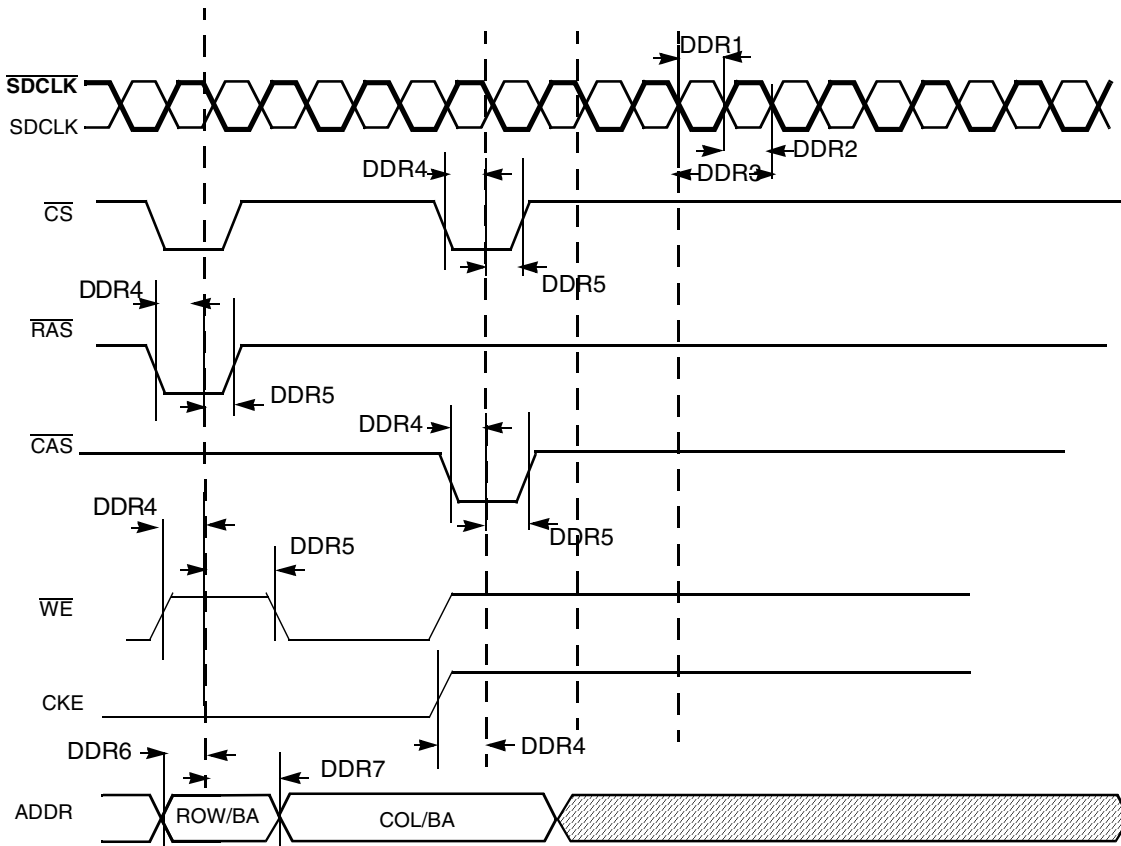 DDR1
SDCLK
SDCLK
DDR2
DDR4
DDR3
CS
DDR5
DDR4
RAS
DDR5
DDR4
CAS
DDR4
DDR5
DDR5
WE
CKE
DDR4
DDR6
DDR7
ADDR
ROW/BA
COL/BA